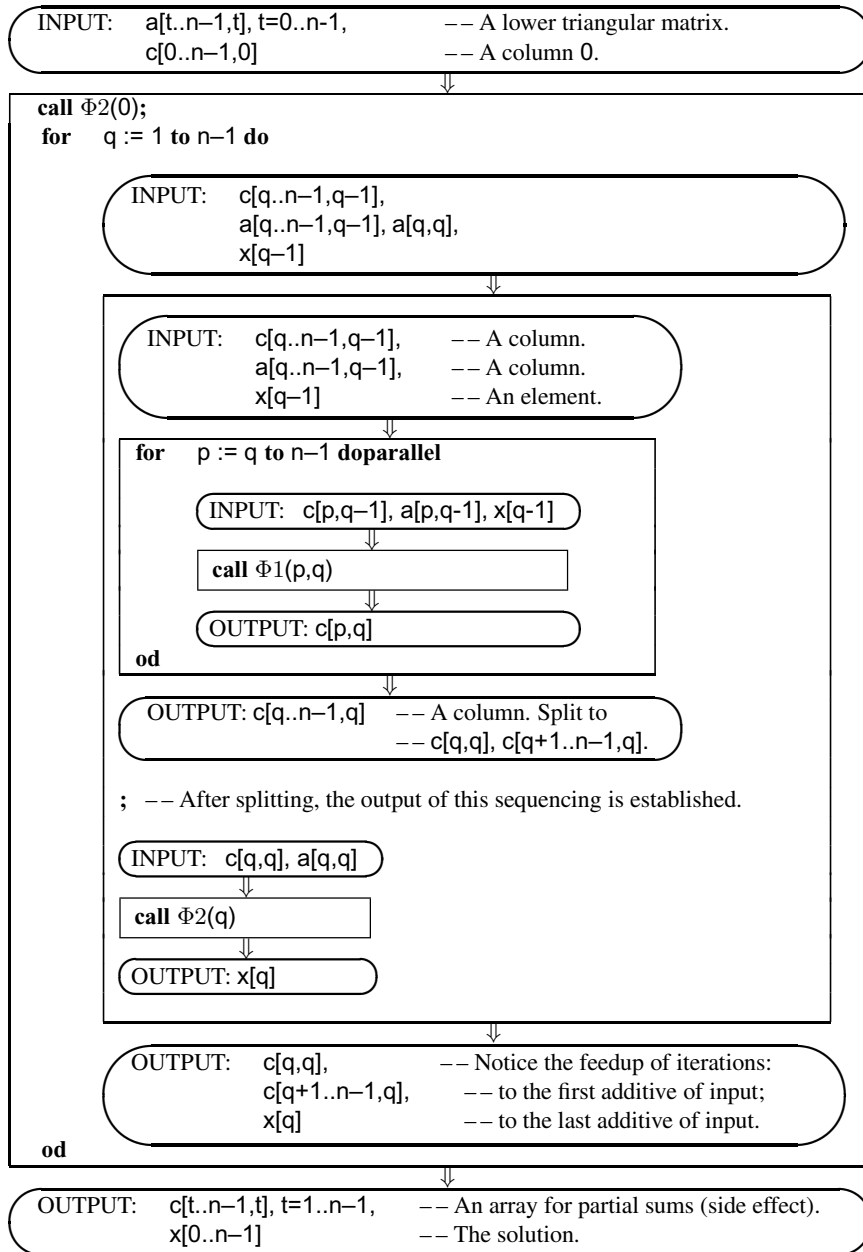 INPUT: a[t..n–1,t], t=0..n-1, –– A lower triangular matrix.
c[0..n–1,0] –– A column 0.
⇓
call Φ2(0);
for q := 1 to n–1 do
INPUT: c[q..n–1,q–1],
a[q..n–1,q–1], a[q,q],
x[q–1]
⇓
INPUT: c[q..n–1,q–1], –– A column.
a[q..n–1,q–1], –– A column.
x[q–1] –– An element.
⇓
for p := q to n–1 doparallel
INPUT: c[p,q–1], a[p,q-1], x[q-1]
⇓
call Φ1(p,q)
⇓
OUTPUT: c[p,q]
od
⇓
OUTPUT: c[q..n–1,q] –– A column. Split to
–– c[q,q], c[q+1..n–1,q].
; –– After splitting, the output of this sequencing is established.
INPUT: c[q,q], a[q,q]
⇓
call Φ2(q)
⇓
OUTPUT: x[q]
⇓
OUTPUT: c[q,q], –– Notice the feedup of iterations:
c[q+1..n–1,q], –– to the first additive of input;
x[q] –– to the last additive of input.
od
⇓
OUTPUT: c[t..n–1,t], t=1..n–1, –– An array for partial sums (side effect).
x[0..n–1] –– The solution.